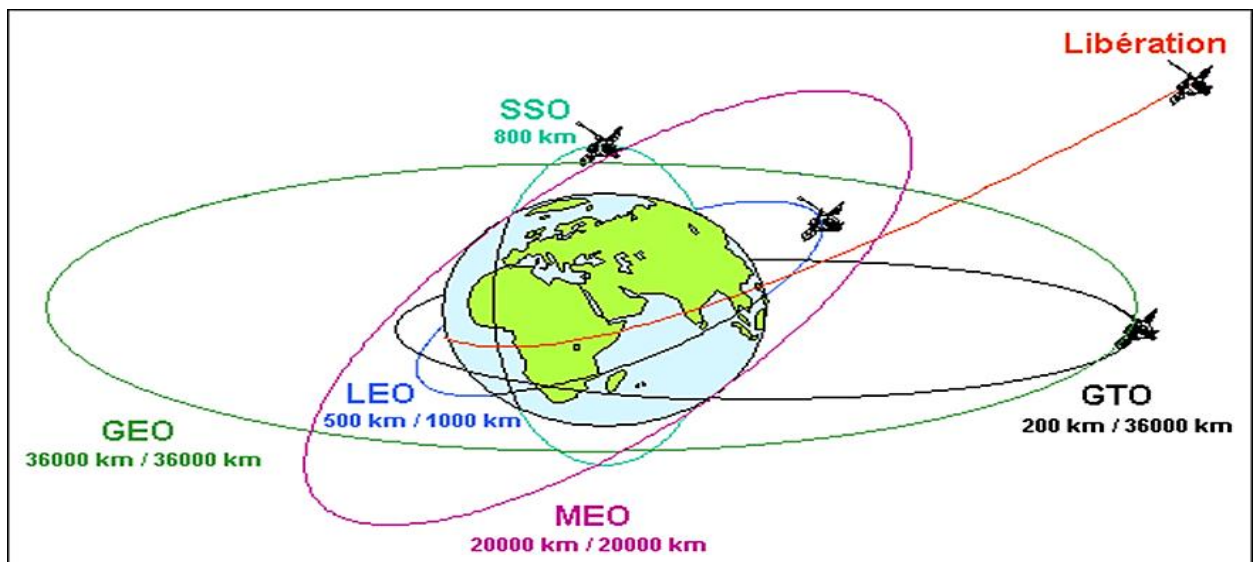 Libération
SSO
800 km
LEO
500 km / 1000 km
GTO
200 km / 36000 km
GEO
36000 km / 36000 km
MEO
20000 km / 20000 km